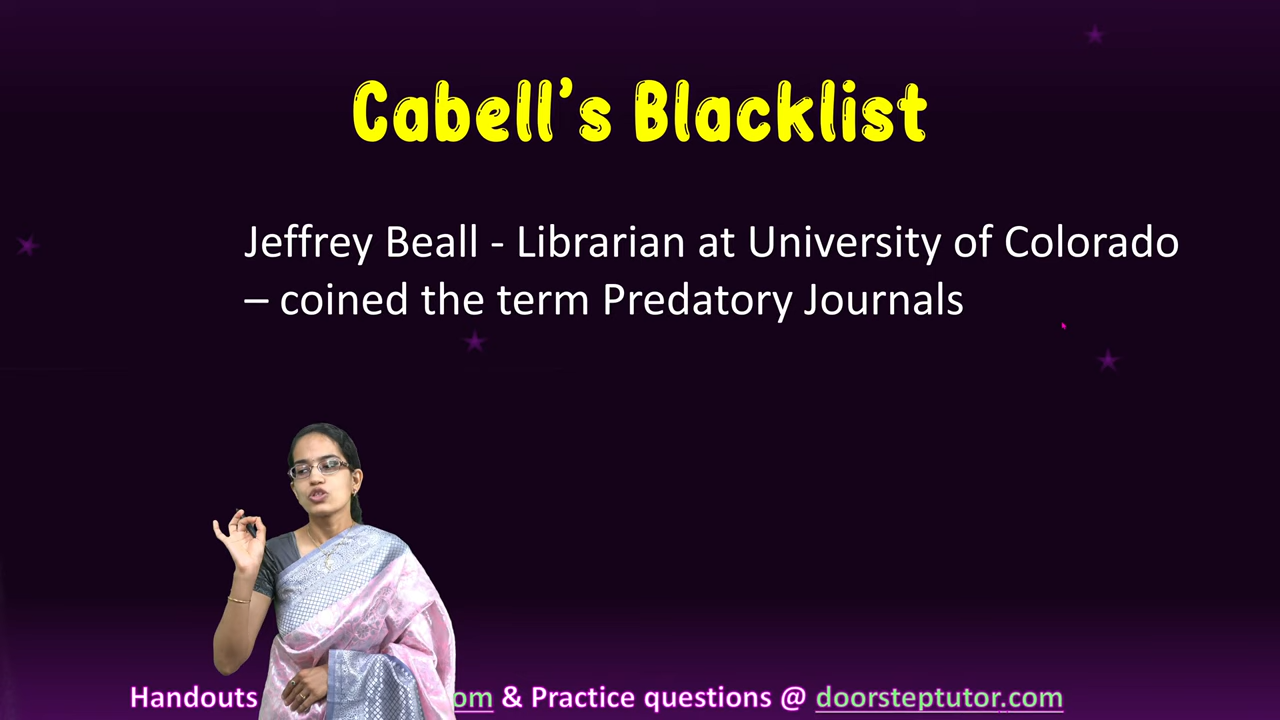 Cabell's Blacklist
Jeffrey Beall - Librarian at University of Colorado
– coined the term Predatory Journals
Handouts om & Practice questions @ doorsteptutor.com